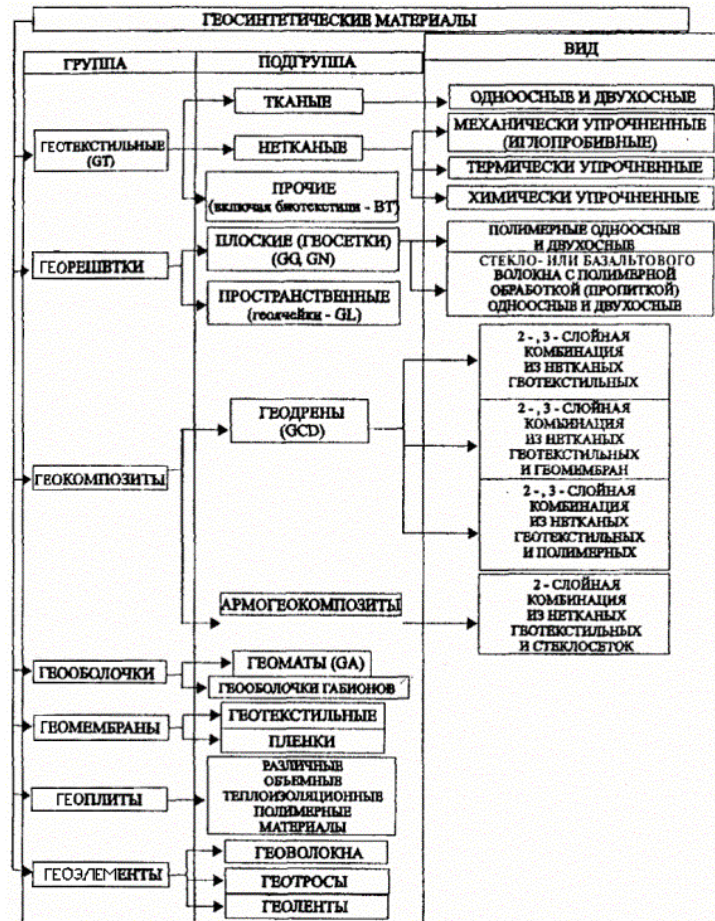 ГЕОСИНТЕТИЧЕСКИЕ МАТЕРИАЛЫ
ГРУППА
ПОДГРУППА
ВИД
ГЕОТЕКСТИЛЬНЫЕ
(GT)
ТКАНЫЕ
ОДНООСНЫЕ И ДВУХОСНЫЕ
НЕТКАНЫЕ
МЕХАНИЧЕСКИ УПРОЧНЕННЫЕ
(ИГЛОПРОБИВНЫЕ)
ТЕРМИЧЕСКИ УПРОЧНЕННЫЕ
ХИМИЧЕСКИ УПРОЧНЕННЫЕ
ПРОЧИЕ
(включая биотекстили - BT)
ГЕОРЕШЕТКИ
ПЛОСКИЕ (ГЕОСЕТКИ)
(GG, GN)
ПОЛИМЕРНЫЕ ОДНООСНЫЕ
И ДВУХОСНЫЕ
СТЕКЛО- ИЛИ БАЗАЛЬТОВОГО
ВОЛОКНА С ПОЛИМЕРНОЙ
ОБРАБОТКОЙ (ПРОПИТКОЙ)
ОДНООСНЫЕ И ДВУХОСНЫЕ
ПРОСТРАНСТВЕННЫЕ
(геоячейки - GL)
ГЕОКОМПОЗИТЫ
ГЕОДРЕНЫ
(GCD)
2 - , 3 - СЛОЙНАЯ
КОМБИНАЦИЯ
ИЗ НЕТКАНЫХ
ГЕОТЕКСТИЛЬНЫХ
2 - , 3 - СЛОЙНАЯ
КОМБИНАЦИЯ
ИЗ НЕТКАНЫХ
ГЕОТЕКСТИЛЬНЫХ
И ГЕОМЕМБРАН
2 - , 3 - СЛОЙНАЯ
КОМБИНАЦИЯ
ИЗ НЕТКАНЫХ
ГЕОТЕКСТИЛЬНЫХ
И ПОЛИМЕРНЫХ
АРМОГЕОКОМПОЗИТЫ
2 - СЛОЙНАЯ
КОМБИНАЦИЯ
ИЗ НЕТКАНЫХ
ГЕОТЕКСТИЛЬНЫХ
И СТЕКЛОСЕТОК
ГЕООБОЛОЧКИ
ГЕОМАТЫ (GA)
ГЕООБОЛОЧКИ ГАБИОНОВ
ГЕОМЕМБРАНЫ
ГЕОТЕКСТИЛЬНЫЕ
ПЛЕНКИ
ГЕОПЛИТЫ
РАЗЛИЧНЫЕ
ОБЪЕМНЫЕ
ТЕПЛОИЗОЛЯЦИОННЫЕ
ПОЛИМЕРНЫЕ
МАТЕРИАЛЫ
ГЕОЭЛЕМЕНТЫ
ГЕОВОЛОКНА
ГЕОТРОСЫ
ГЕОЛЕНТЫ